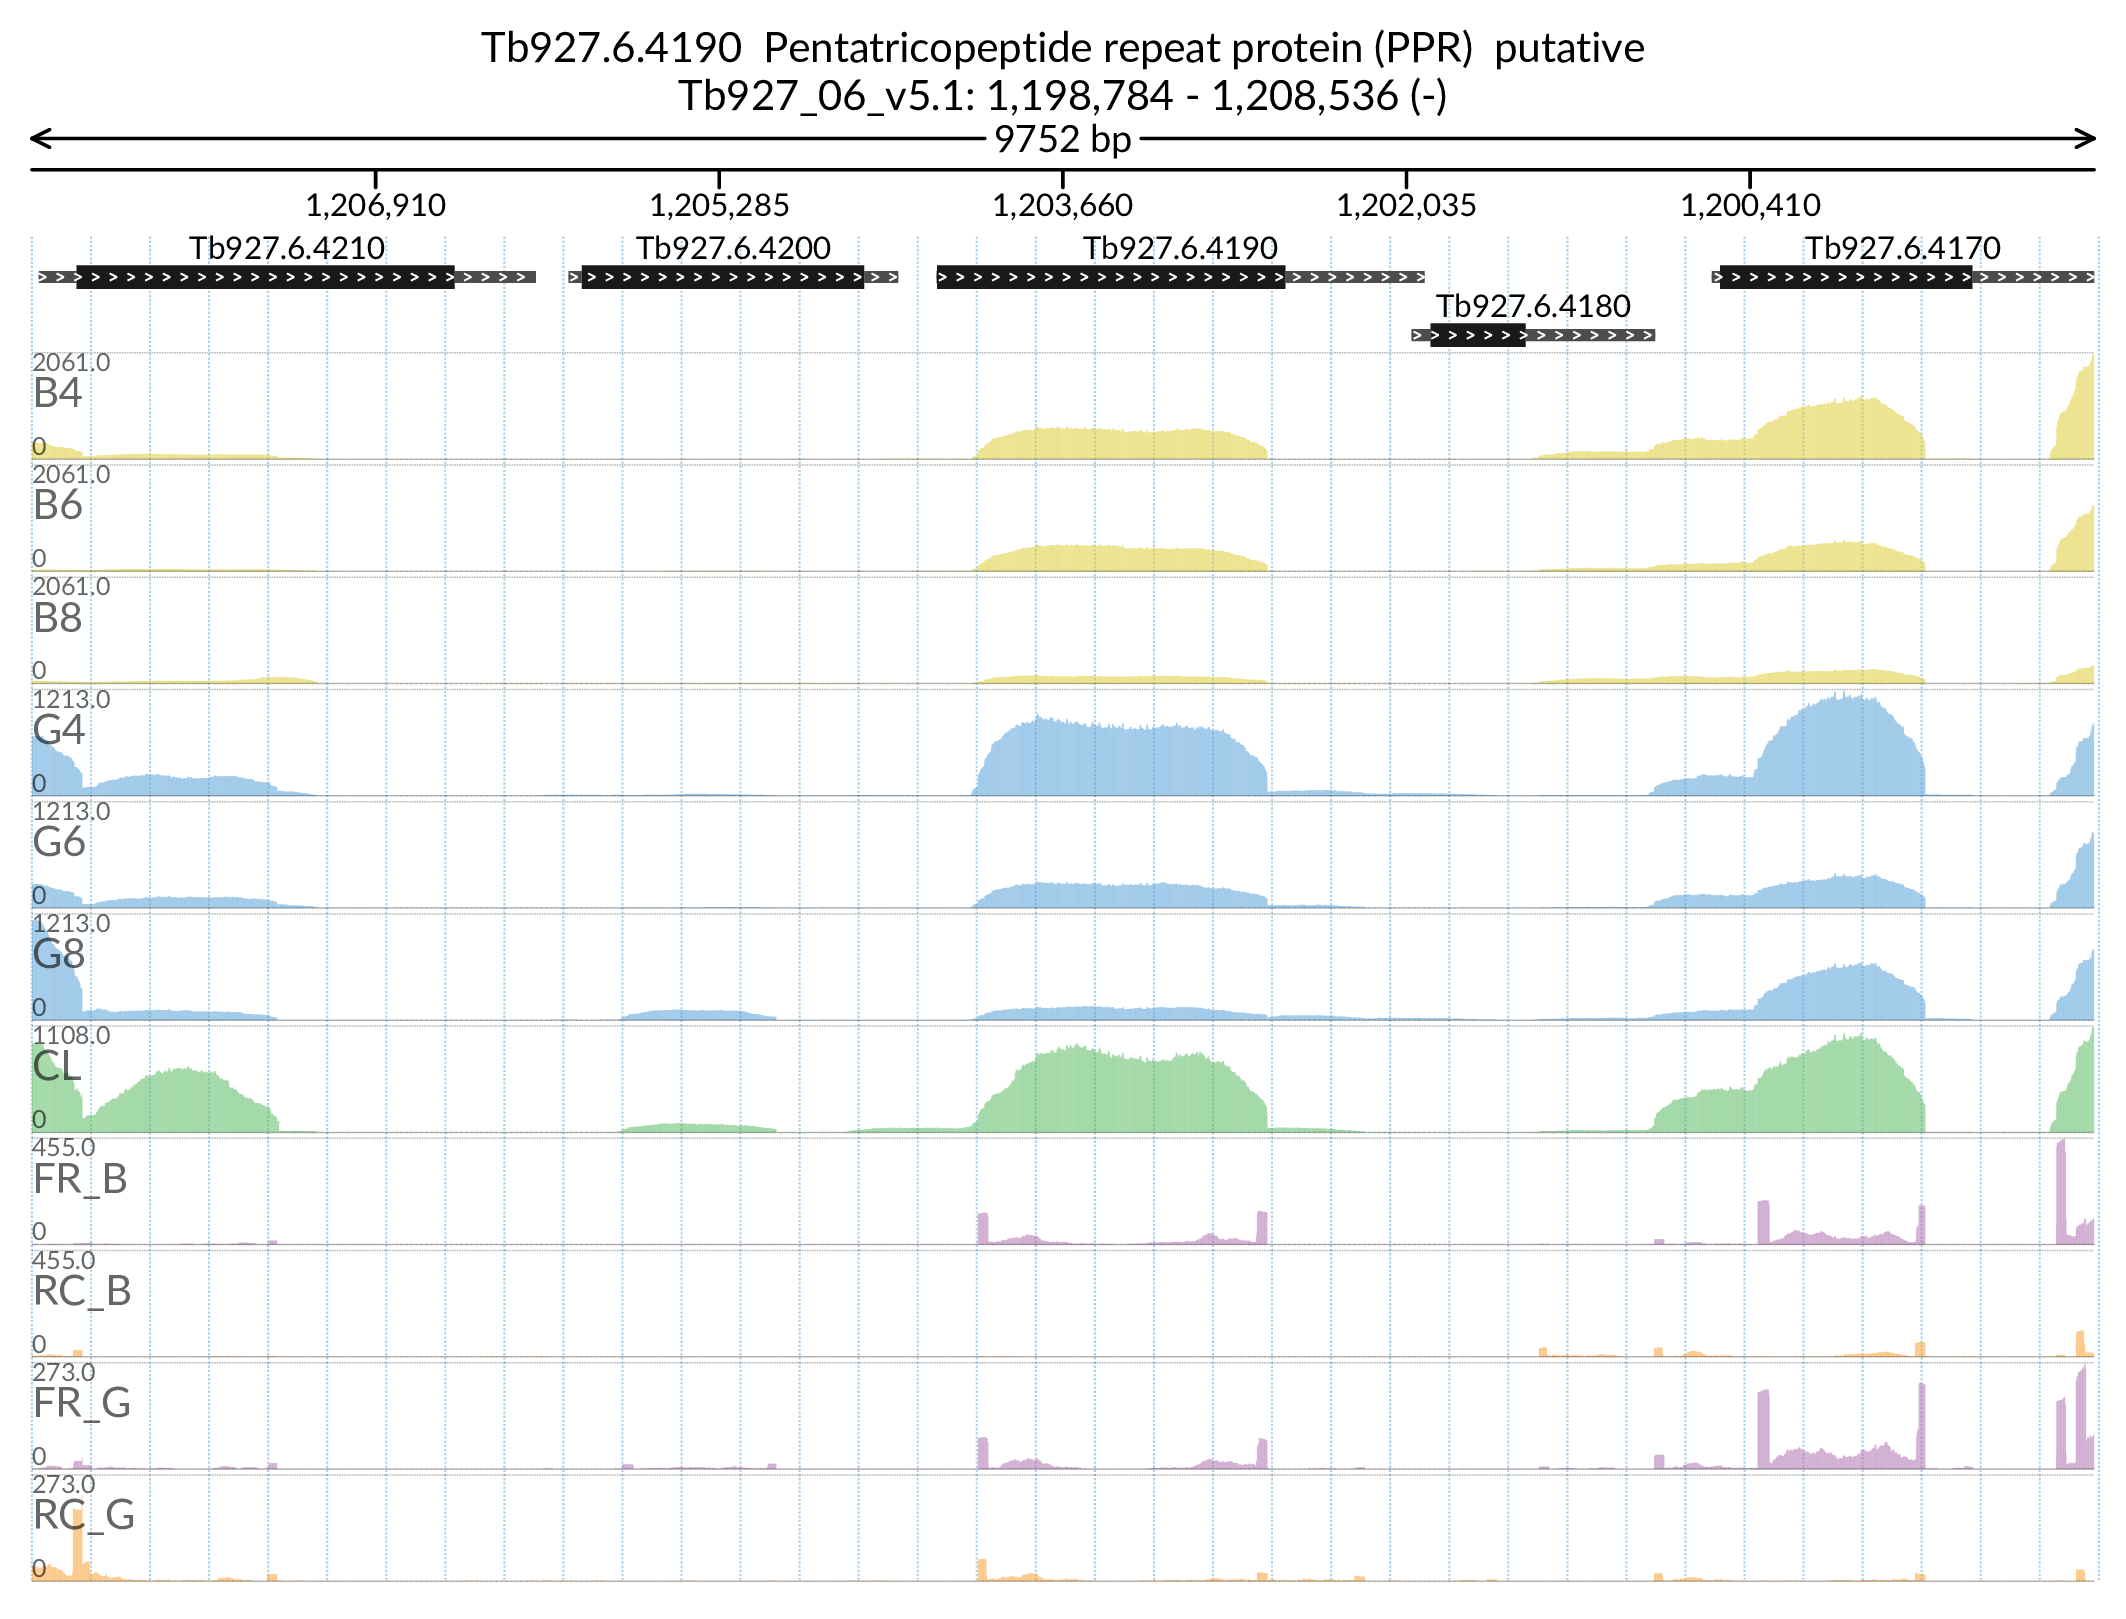 Tb927.6.4190  Pentatricopeptide repeat protein (PPR)  putative
Tb927_06_v5.1: 1,198,784 - 1,208,536 (-)
9752 bp
1,206,910 1,205,285 1,203,660 1,202,035 1,200,410
Tb927.6.4210 Tb927.6.4200 Tb927.6.4190 Tb927.6.4170
Tb927.6.4180
2061.0
B4
0
2061.0
B6
0
2061.0
B8
0
1213.0
G4
0
1213.0
G6
0
1213.0
G8
0
1108.0
CL
0
455.0
FR_B
0
455.0
RC_B
0
273.0
FR_G
0
273.0
RC_G
0